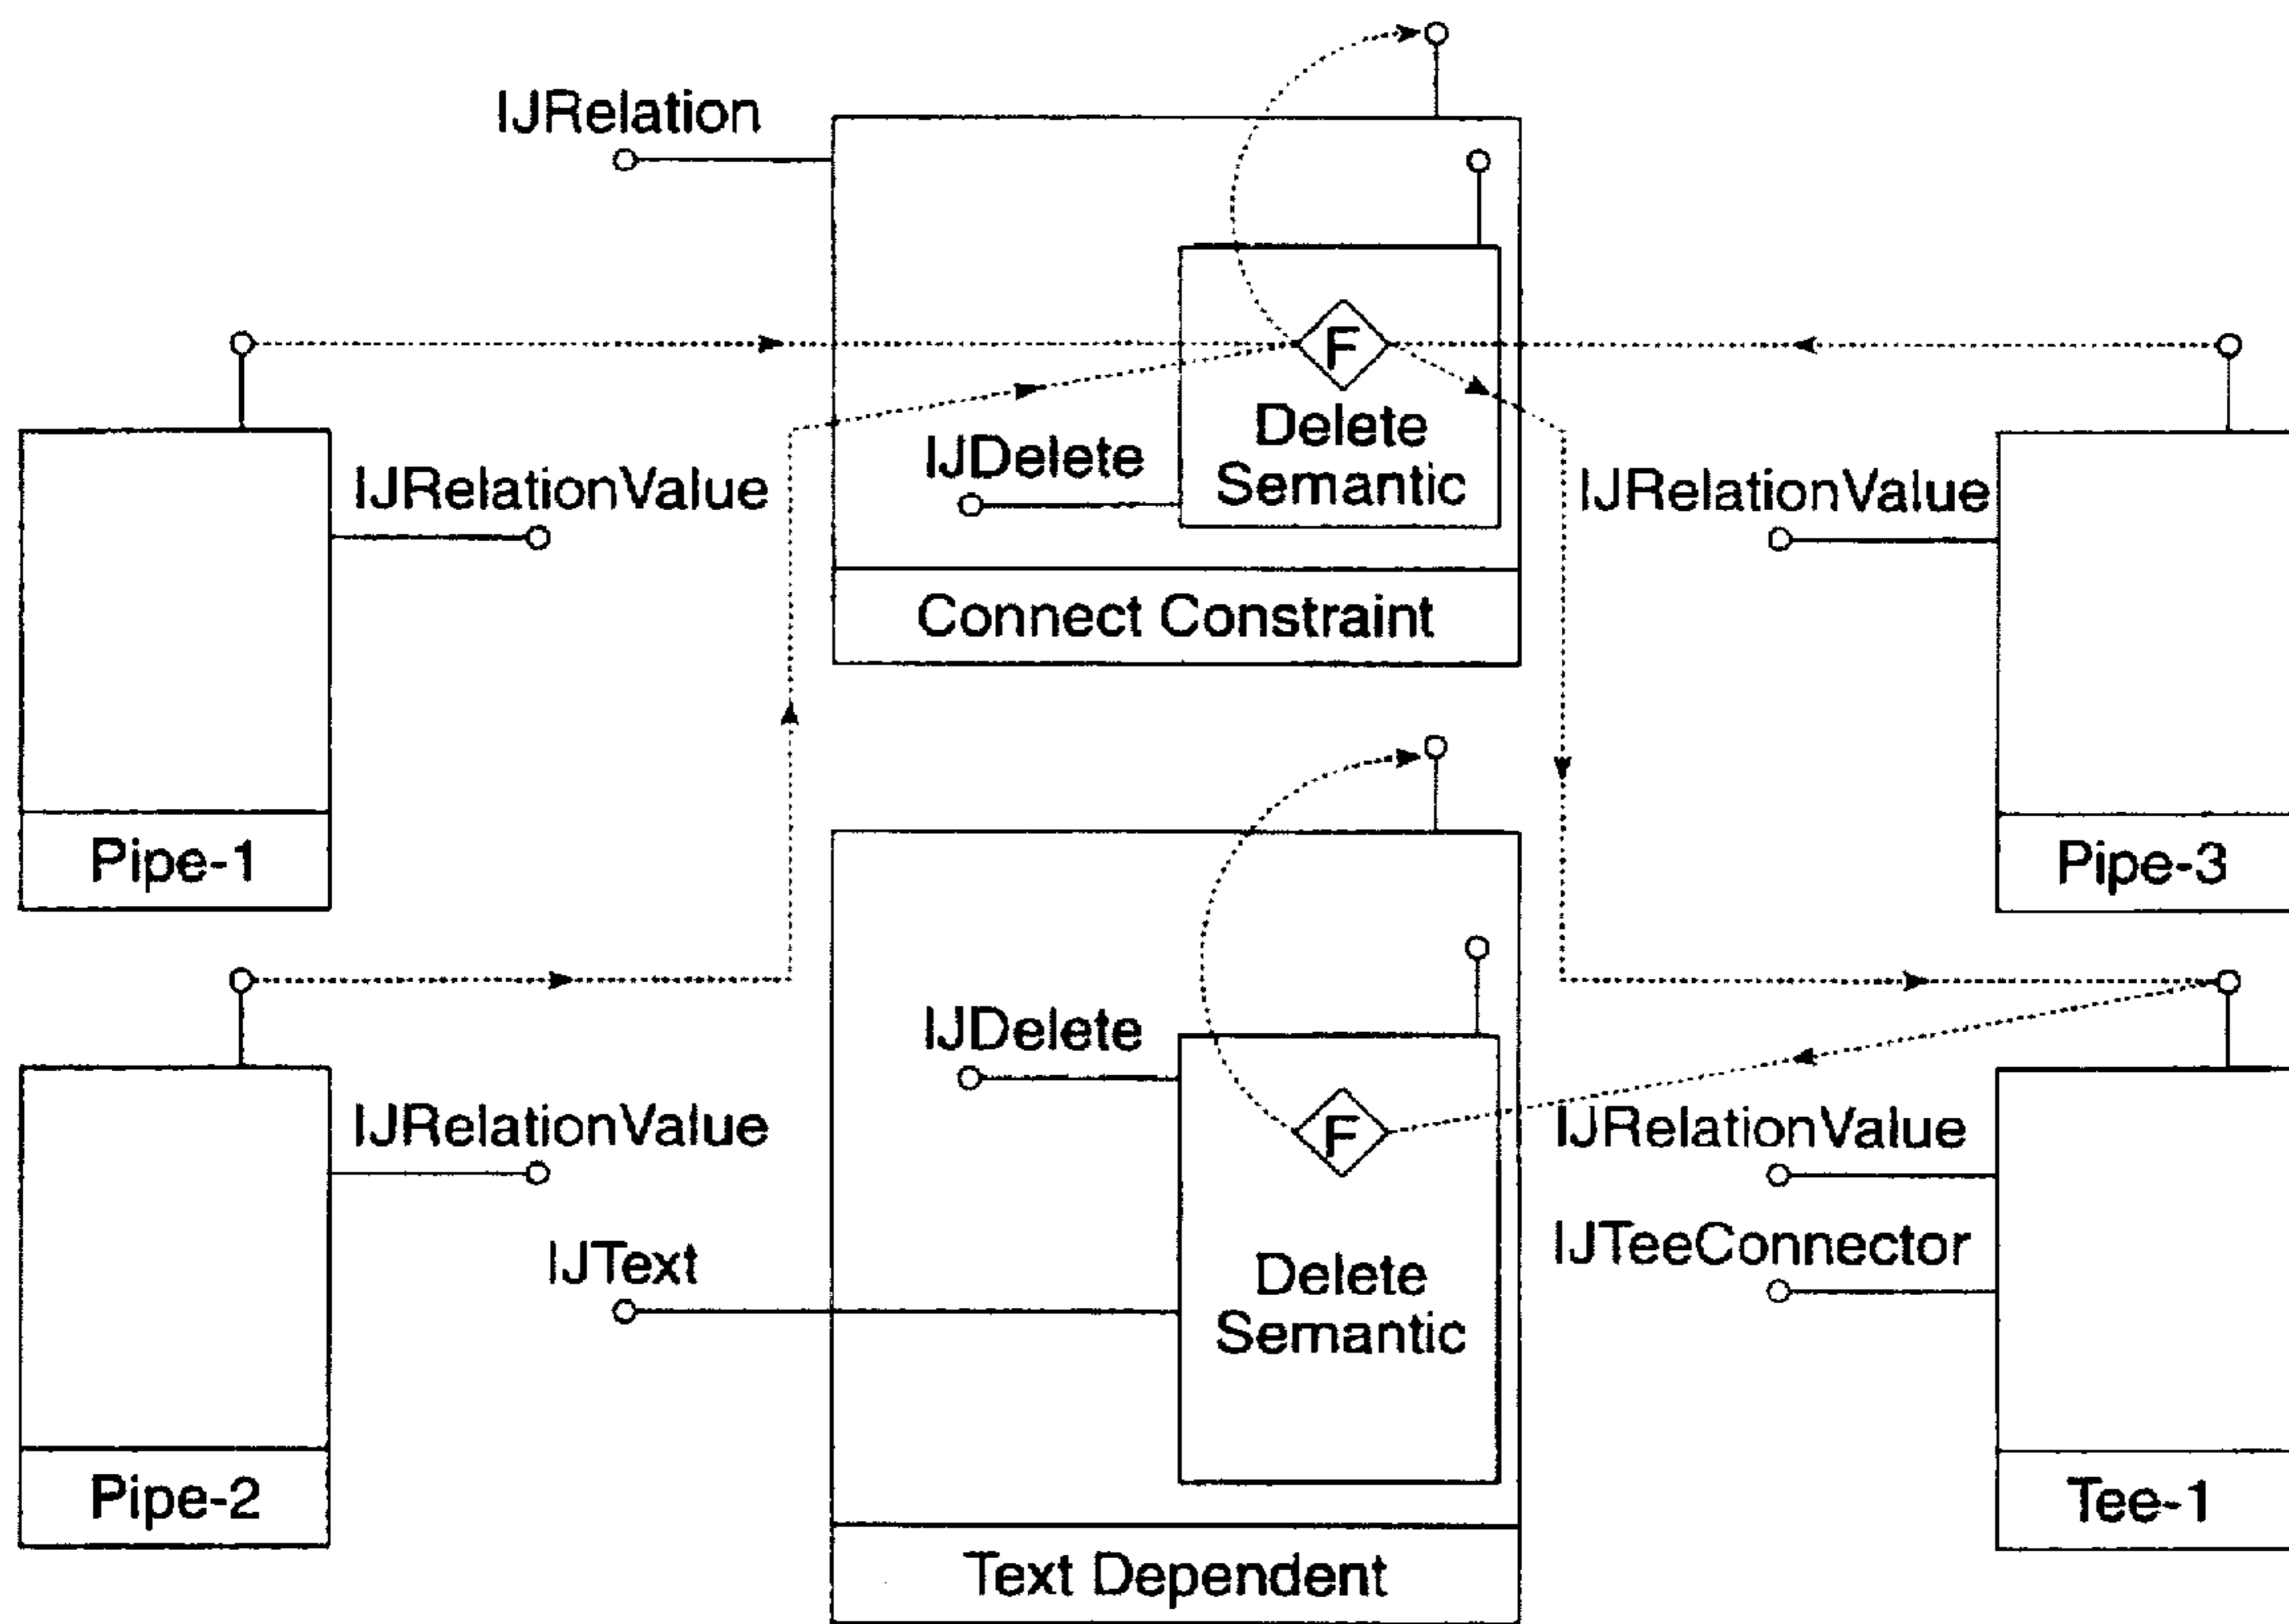 IJRelation
F
Delete
Semantic
IJDelete
IJRelationValue
IJRelationValue
Connect Constraint
Pipe-1
Pipe-3
IJDelete
F
IJRelationValue
IJRelationValue
IJText
IJTeeConnector
Delete
Semantic
Pipe-2
Tee-1
Text Dependent